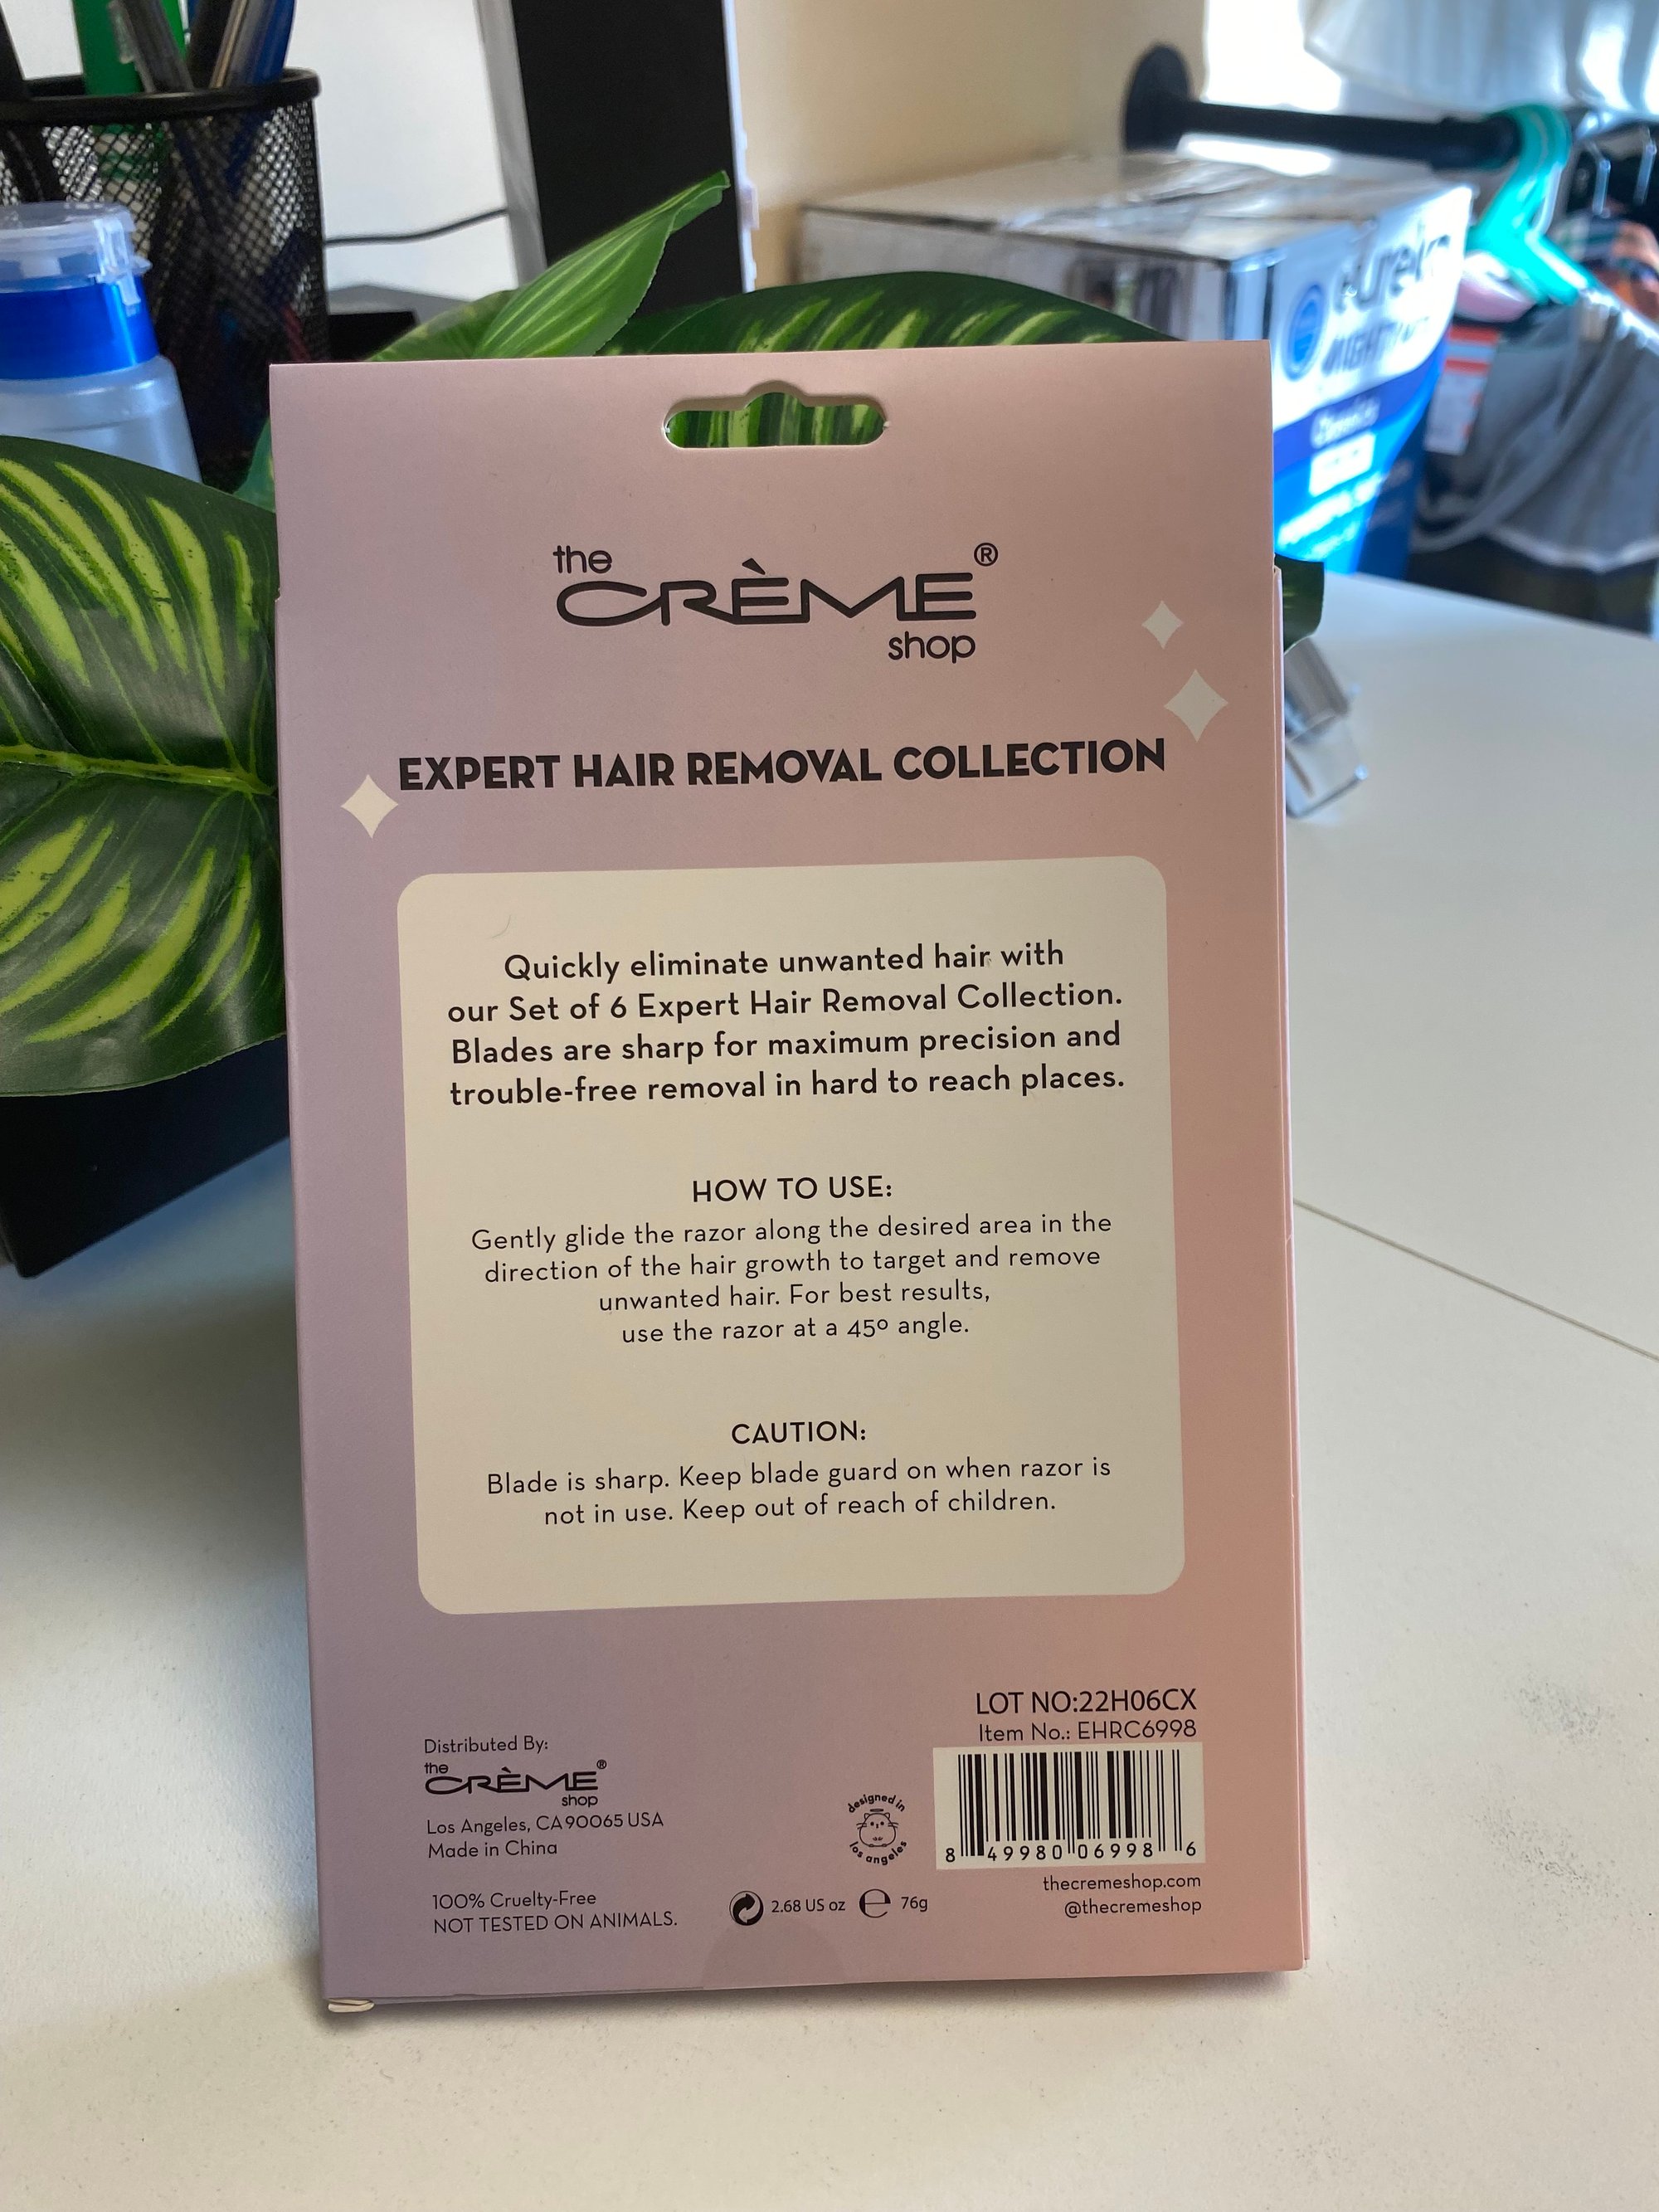 the
CRÈME®
shop
EXPERT HAIR REMOVAL COLLECTION
Quickly eliminate unwanted hair with
our Set of 6 Expert Hair Removal Collection.
Blades are sharp for maximum precision and
trouble-free removal in hard to reach places.
HOW TO USE:
Gently glide the razor along the desired area in the
direction of the hair growth to target and remove
unwanted hair. For best results,
use the razor at a 45º angle.
CAUTION:
Blade is sharp. Keep blade guard on when razor is
not in use. Keep out of reach of children.
LOT NO:22H06CX
Item No.: EHRC6998
8 49980 06998 6
thecremeshop.com
@thecremeshop
Distributed By:
the
CRÈME®
shop
Los Angeles, CA 90065 USA
Made in China
designed in
los angeles
100% Cruelty-Free
NOT TESTED ON ANIMALS.
2.68 US oz e 76g